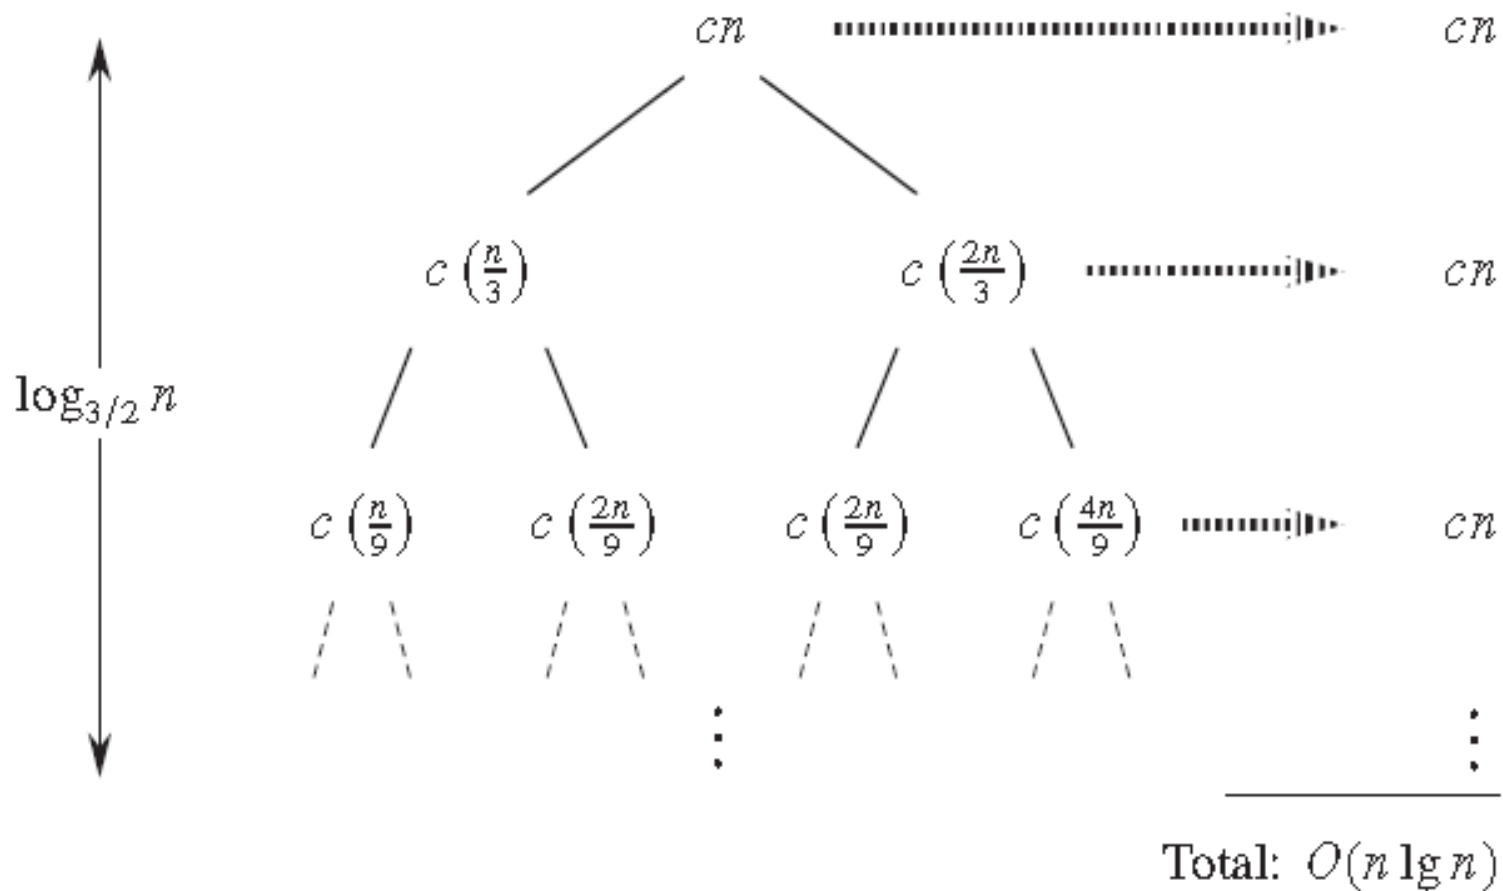 cn cn
c (n/3) c (2n/3) cn
log_{3/2} n
c (n/9) c (2n/9) c (2n/9) c (4n/9) cn
⋮ ⋮
Total: O(n lg n)